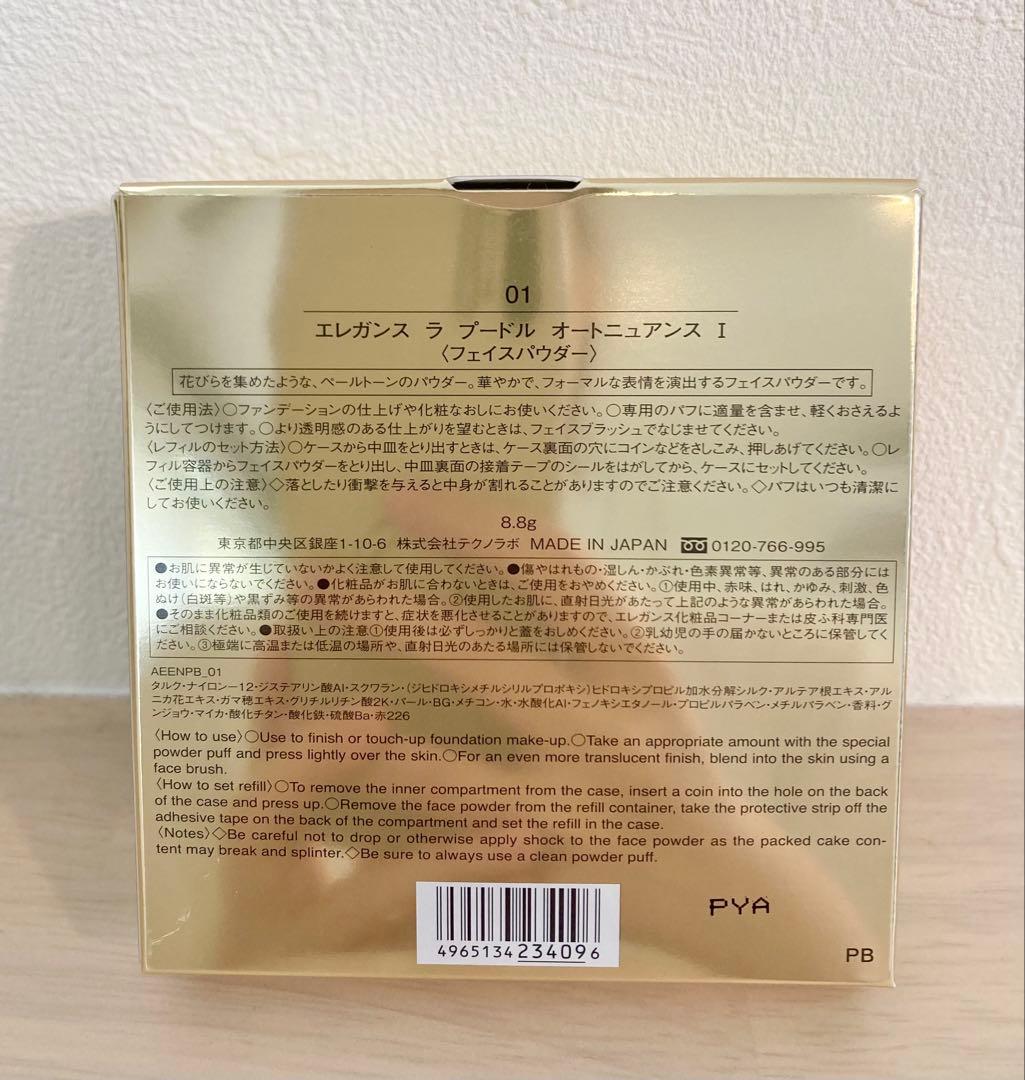 01
エレガンス ラ プードル オートニュアンス Ⅰ
〈フェイスパウダー〉
花びらを集めたような、ペールトーンのパウダー。華やかで、フォーマルな表情を演出するフェイスパウダーです。
〈ご使用法〉○ファンデーションの仕上げや化粧なおしにお使いください。○専用のパフに適量を含ませ、軽くおさえるよ
うにしてつけます。○より透明感のある仕上がりを望むときは、フェイスブラッシュでなじませてください。
〈レフィルのセット方法〉○ケースから中皿をとり出すときは、ケース裏面の穴にコインなどをさしこみ、押しあげてください。○レ
フィル容器からフェイスパウダーをとり出し、中皿裏面の接着テープのシールをはがしてから、ケースにセットしてください。
〈ご使用上の注意〉◇落としたり衝撃を与えると中身が割れることがありますのでご注意ください。◇パフはいつも清潔に
してお使いください。
8.8g
東京都中央区銀座1-10-6 株式会社テクノラボ MADE IN JAPAN 0120-766-995
●お肌に異常が生じていないかよく注意して使用してください。●傷やはれもの・湿しん・かぶれ・色素異常等、異常のある部分には
お使いにならないでください。●化粧品がお肌に合わないときは、ご使用をおやめください。①使用中、赤味、はれ、かゆみ、刺激、色
ぬけ(白斑等)や黒ずみ等の異常があらわれた場合。②使用したお肌に、直射日光があたって上記のような異常があらわれた場合。
●そのまま化粧品類のご使用を続けますと、症状を悪化させることがありますので、エレガンス化粧品コーナーまたは皮ふ科専門医
にご相談ください。●取扱い上の注意①使用後は必ずしっかりと蓋をおしめください。②乳幼児の手の届かないところに保管してく
ださい。③極端に高温または低温の場所や、直射日光のあたる場所には保管しないでください。
AEENPB_01
タルク・ナイロン-12・ジステアリン酸Al・スクワラン・(ジヒドロキシメチルシリルプロポキシ)ヒドロキシプロピル加水分解シルク・アルテア根エキス・アル
ニカ花エキス・ガマ穂エキス・グリチルリチン酸2K・パール・BG・メチコン・水・水酸化Al・フェノキシエタノール・プロピルパラベン・メチルパラベン・香料・グ
ンジョウ・マイカ・酸化チタン・酸化鉄・硫酸Ba・赤226
〈How to use〉○Use to finish or touch-up foundation make-up.○Take an appropriate amount with the special
powder puff and press lightly over the skin.○For an even more translucent finish, blend into the skin using a
face brush.
〈How to set refill〉○To remove the inner compartment from the case, insert a coin into the hole on the back
of the case and press up.○Remove the face powder from the refill container, take the protective strip off the
adhesive tape on the back of the compartment and set the refill in the case.
〈Notes〉◇Be careful not to drop or otherwise apply shock to the face powder as the packed cake con-
tent may break and splinter.◇Be sure to always use a clean powder puff.
4965134234096
PYA
PB